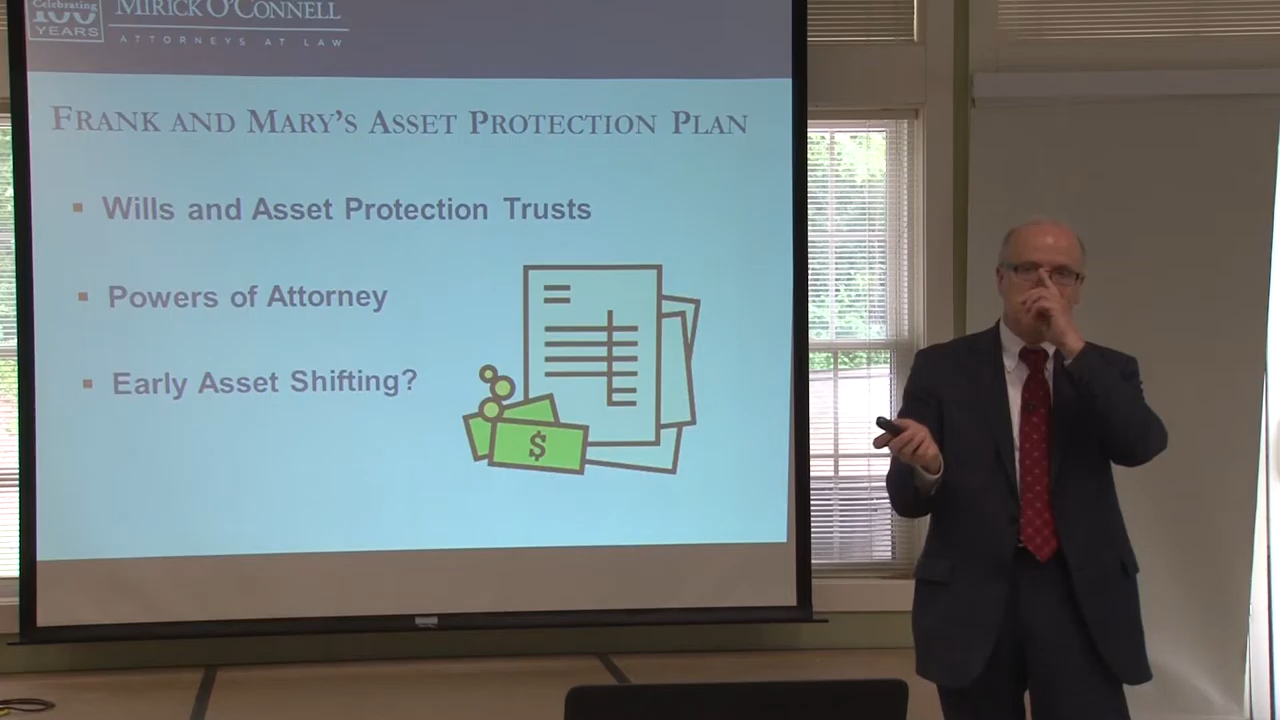 Celebrating
100
YEARS
MIRICK O'CONNELL
ATTORNEYS AT LAW
FRANK AND MARY'S ASSET PROTECTION PLAN
Wills and Asset Protection Trusts
Powers of Attorney
Early Asset Shifting?
$